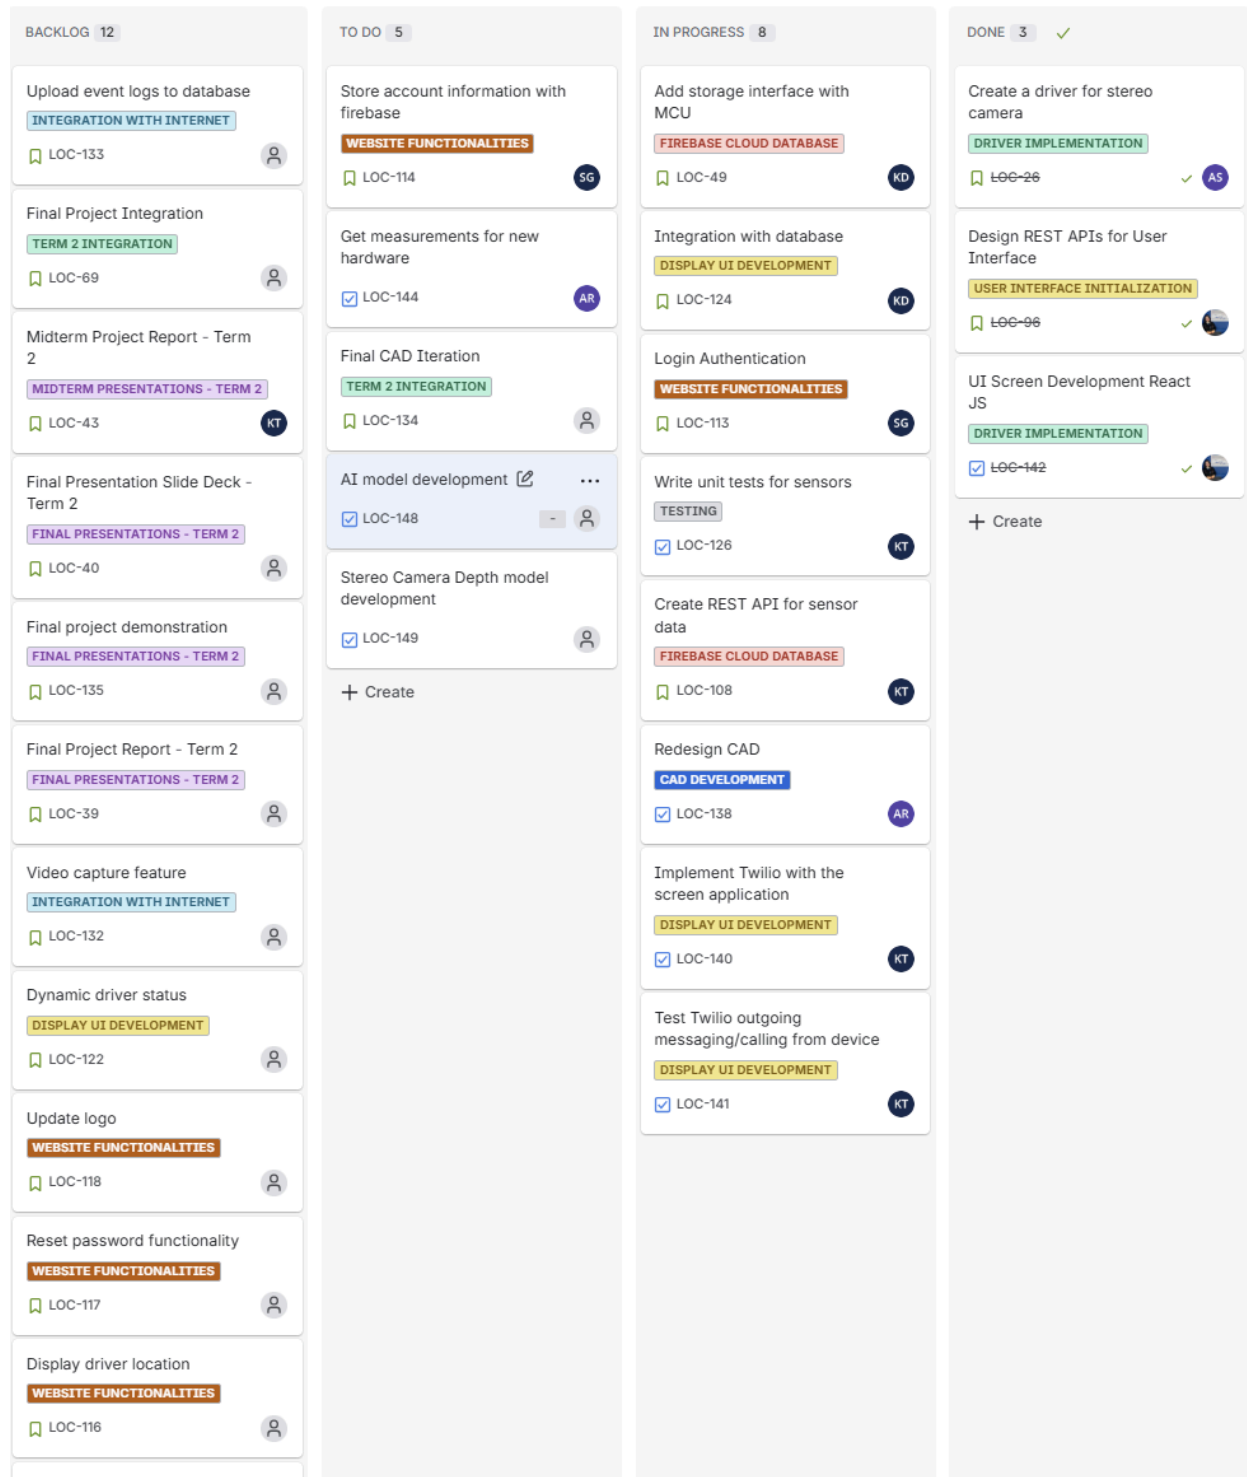 BACKLOG 12
Upload event logs to database
INTEGRATION WITH INTERNET
LOC-133
Final Project Integration
TERM 2 INTEGRATION
LOC-69
Midterm Project Report - Term
2
MIDTERM PRESENTATIONS - TERM 2
LOC-43 KT
Final Presentation Slide Deck -
Term 2
FINAL PRESENTATIONS - TERM 2
LOC-40
Final project demonstration
FINAL PRESENTATIONS - TERM 2
LOC-135
Final Project Report - Term 2
FINAL PRESENTATIONS - TERM 2
LOC-39
Video capture feature
INTEGRATION WITH INTERNET
LOC-132
Dynamic driver status
DISPLAY UI DEVELOPMENT
LOC-122
Update logo
WEBSITE FUNCTIONALITIES
LOC-118
Reset password functionality
WEBSITE FUNCTIONALITIES
LOC-117
Display driver location
WEBSITE FUNCTIONALITIES
LOC-116
TO DO 5
Store account information with
firebase
WEBSITE FUNCTIONALITIES
LOC-114 SG
Get measurements for new
hardware
LOC-144 AR
Final CAD Iteration
TERM 2 INTEGRATION
LOC-134
AI model development
LOC-148 -
Stereo Camera Depth model
development
LOC-149
+ Create
IN PROGRESS 8
Add storage interface with
MCU
FIREBASE CLOUD DATABASE
LOC-49 KD
Integration with database
DISPLAY UI DEVELOPMENT
LOC-124 KD
Login Authentication
WEBSITE FUNCTIONALITIES
LOC-113 SG
Write unit tests for sensors
TESTING
LOC-126 KT
Create REST API for sensor
data
FIREBASE CLOUD DATABASE
LOC-108 KT
Redesign CAD
CAD DEVELOPMENT
LOC-138 AR
Implement Twilio with the
screen application
DISPLAY UI DEVELOPMENT
LOC-140 KT
Test Twilio outgoing
messaging/calling from device
DISPLAY UI DEVELOPMENT
LOC-141 KT
DONE 3
Create a driver for stereo
camera
DRIVER IMPLEMENTATION
LOC-26 AS
Design REST APIs for User
Interface
USER INTERFACE INITIALIZATION
LOC-96
UI Screen Development React
JS
DRIVER IMPLEMENTATION
LOC-142
+ Create